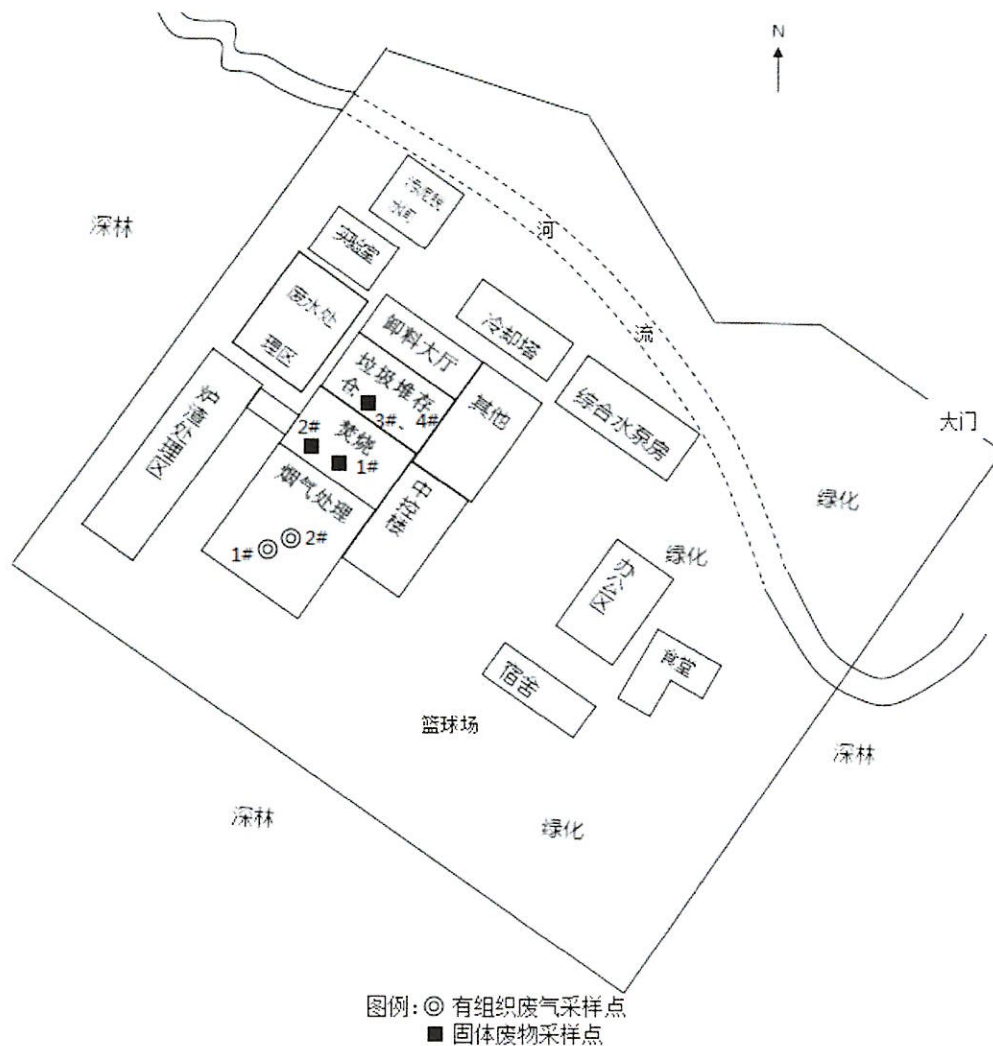 N
深林
河
实验室
流
废水处
理区
卸料大厅
冷却塔
垃圾堆存
仓
其他
综合水泵房
大门
3#、4#
炉渣处理区
2#
焚烧
1#
绿化
烟气处理
中控楼
绿化
1#
2#
办公区
食堂
宿舍
篮球场
深林
深林
绿化
图例: ◎ 有组织废气采样点
■ 固体废物采样点